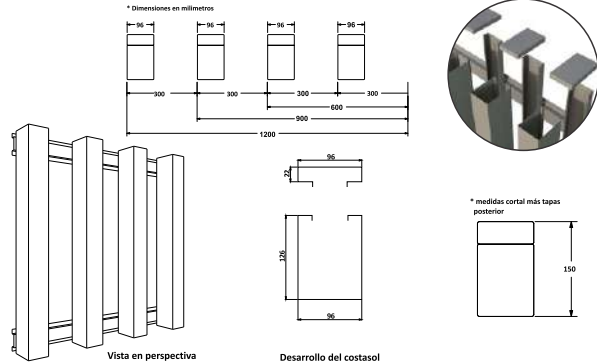 * Dimensiones en milimetros
96 96 96 96
300 300 300 300
600
900
1200
96
22
126
96
* medidas cortal más tapas
posterior
150
Vista en perspectiva
Desarrollo del costasol